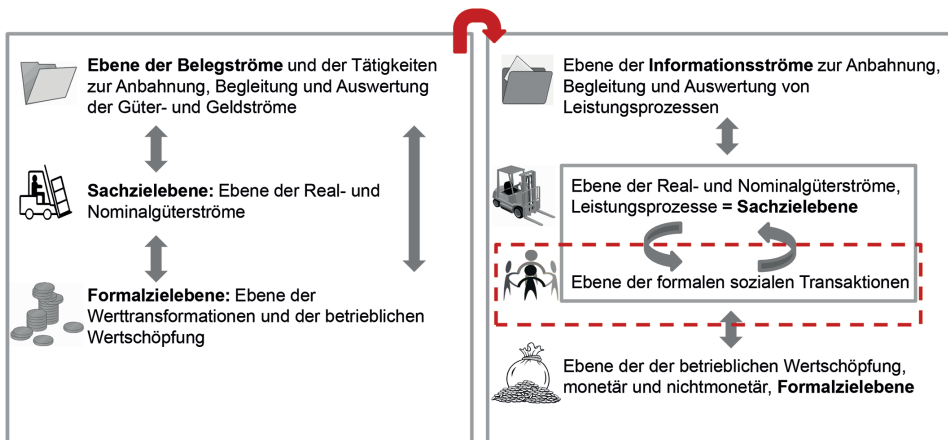 Ebene der Belegströme und der Tätigkeiten
zur Anbahnung, Begleitung und Auswertung
der Güter- und Geldströme
Sachzielebene: Ebene der Real- und
Nominalgüterströme
Formalzielebene: Ebene der
Werttransformationen und der betrieblichen
Wertschöpfung
Ebene der Informationsströme zur Anbahnung,
Begleitung und Auswertung von
Leistungsprozessen
Ebene der Real- und Nominalgüterströme,
Leistungsprozesse = Sachzielebene
Ebene der formalen sozialen Transaktionen
Ebene der der betrieblichen Wertschöpfung,
monetär und nichtmonetär, Formalzielebene